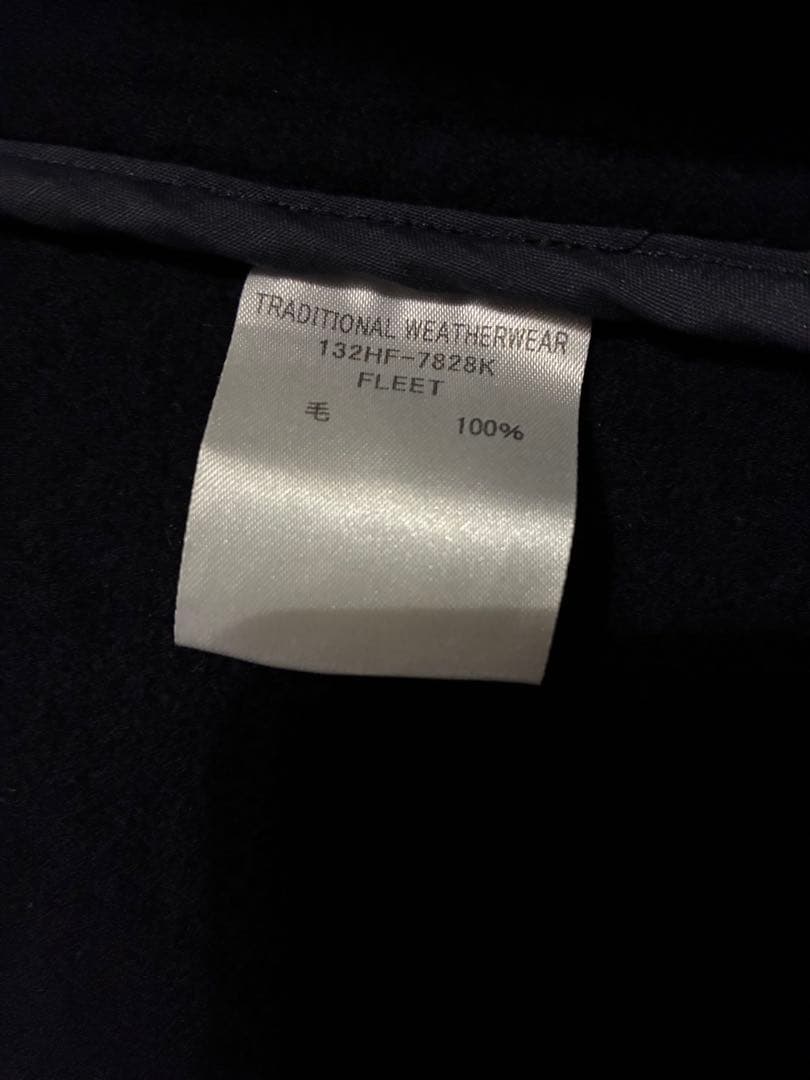 TRADITIONAL WEATHERWEAR
132HF-7828K
FLEET
毛 100%